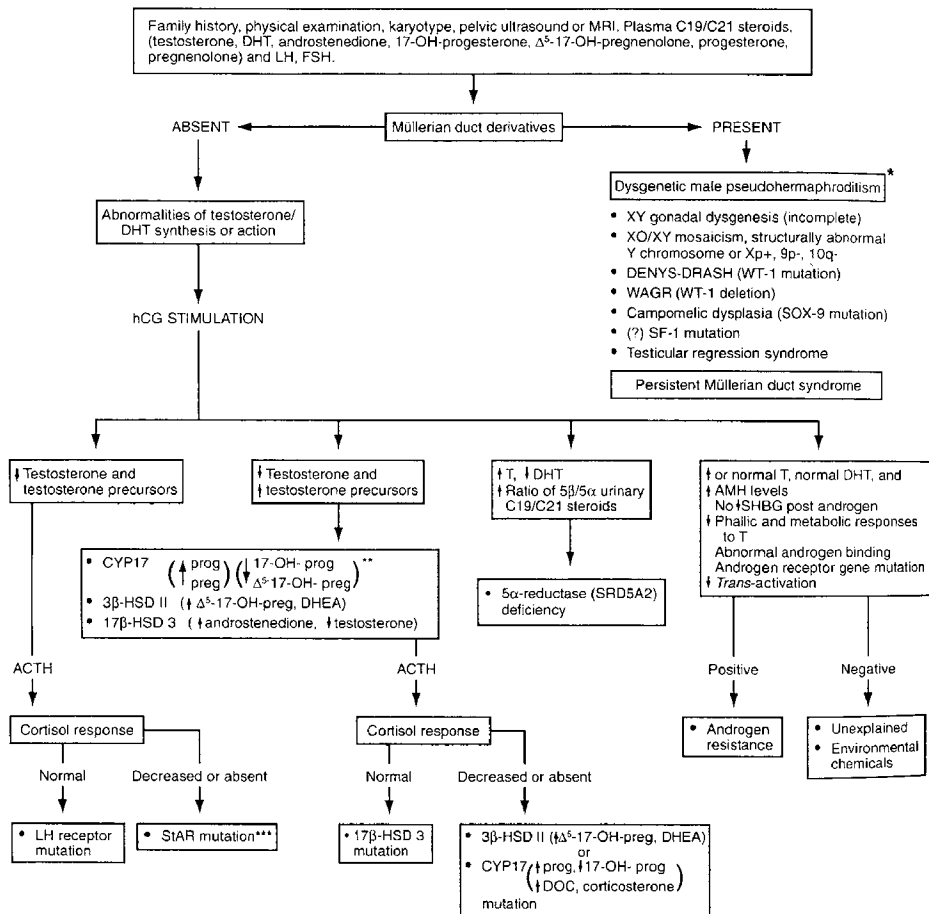 Family history, physical examination, karyotype, pelvic ultrasound or MRI. Plasma C19/C21 steroids,
(testosterone, DHT, androstenedione, 17-OH-progesterone, Δ⁵-17-OH-pregnenolone, progesterone,
pregnenolone) and LH, FSH.
ABSENT
Müllerian duct derivatives
PRESENT
Abnormalities of testosterone/
DHT synthesis or action
hCG STIMULATION
Dysgenetic male pseudohermaphroditism *
• XY gonadal dysgenesis (incomplete)
• XO/XY mosaicism, structurally abnormal
Y chromosome or Xp+, 9p-, 10q-
• DENYS-DRASH (WT-1 mutation)
• WAGR (WT-1 deletion)
• Campomelic dysplasia (SOX-9 mutation)
• (?) SF-1 mutation
• Testicular regression syndrome
Persistent Müllerian duct syndrome
↓ Testosterone and
testosterone precursors
↓ Testosterone and
↑ testosterone precursors
↑ T, ↓ DHT
↑ Ratio of 5β/5α urinary
C19/C21 steroids
↑ or normal T, normal DHT, and
↑ AMH levels
No ↓ SHBG post androgen
↓ Phallic and metabolic responses
to T
Abnormal androgen binding
Androgen receptor gene mutation
↓ Trans-activation
• CYP17 (↑ prog
preg) (↓ 17-OH- prog
Δ⁵-17-OH- preg) **
• 3β-HSD II (↑ Δ⁵-17-OH-preg, DHEA)
• 17β-HSD 3 (↑ androstenedione, ↓ testosterone)
• 5α-reductase (SRD5A2)
deficiency
ACTH
Cortisol response
Normal
Decreased or absent
• LH receptor
mutation
• StAR mutation***
ACTH
Cortisol response
Normal
Decreased or absent
• 17β-HSD 3
mutation
• 3β-HSD II (↑Δ⁵-17-OH-preg, DHEA)
or
• CYP17 (↑ prog, ↓ 17-OH- prog
↑ DOC, corticosterone)
mutation
Positive
Negative
• Androgen
resistance
• Unexplained
• Environmental
chemicals